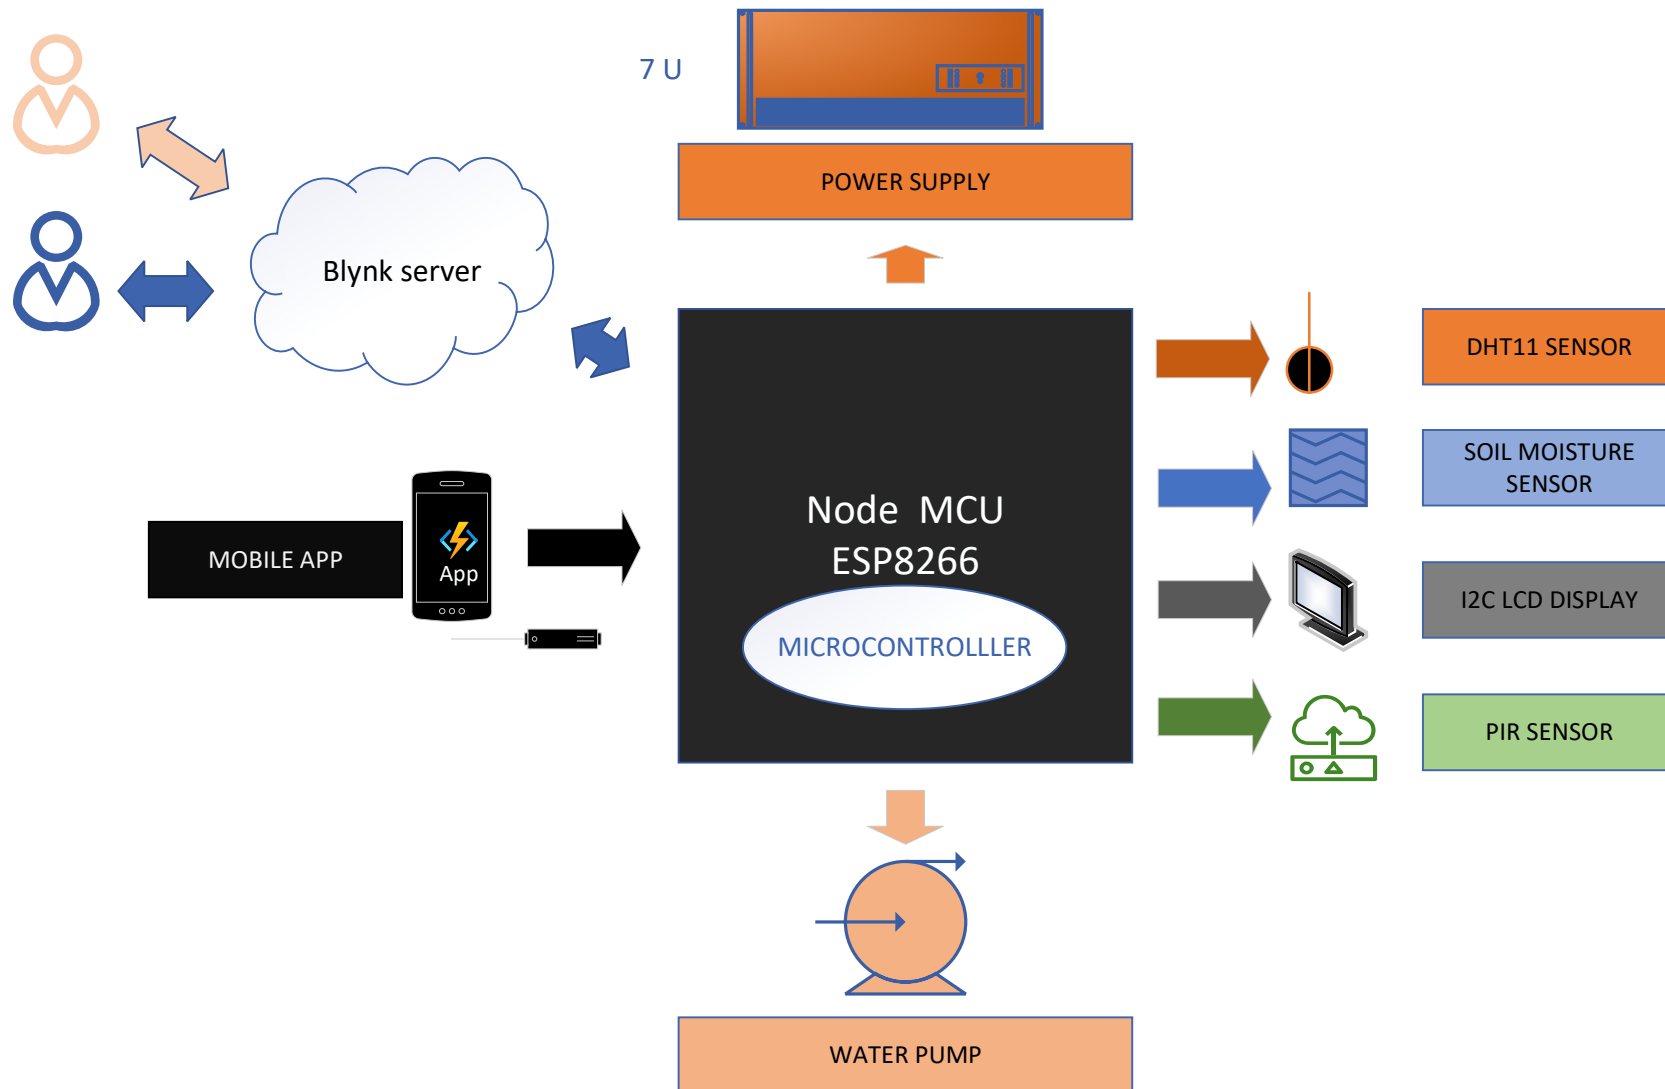 7 U
POWER SUPPLY
Blynk server
DHT11 SENSOR
SOIL MOISTURE
SENSOR
Node MCU
ESP8266
MOBILE APP
App
I2C LCD DISPLAY
MICROCONTROLLLER
PIR SENSOR
WATER PUMP